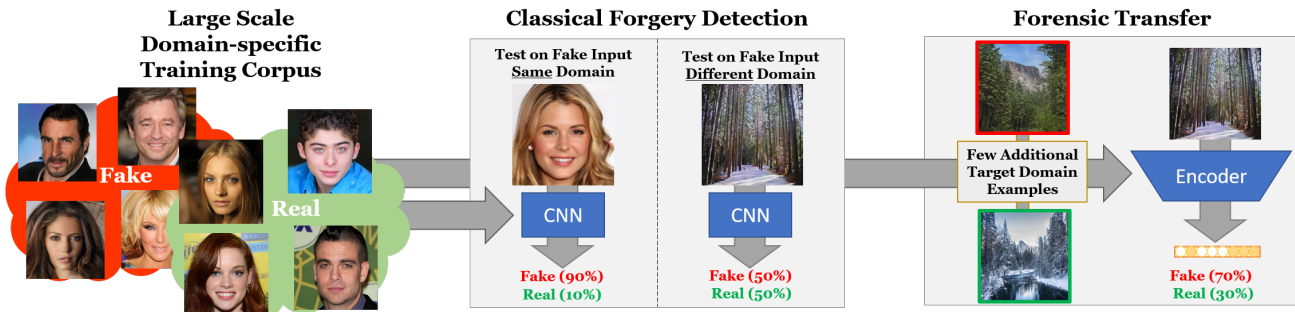 Large Scale
Domain-specific
Training Corpus
Fake
Real
Classical Forgery Detection
Test on Fake Input
Same Domain
CNN
Fake (90%)
Real (10%)
Test on Fake Input
Different Domain
CNN
Fake (50%)
Real (50%)
Forensic Transfer
Few Additional
Target Domain
Examples
Encoder
Fake (70%)
Real (30%)